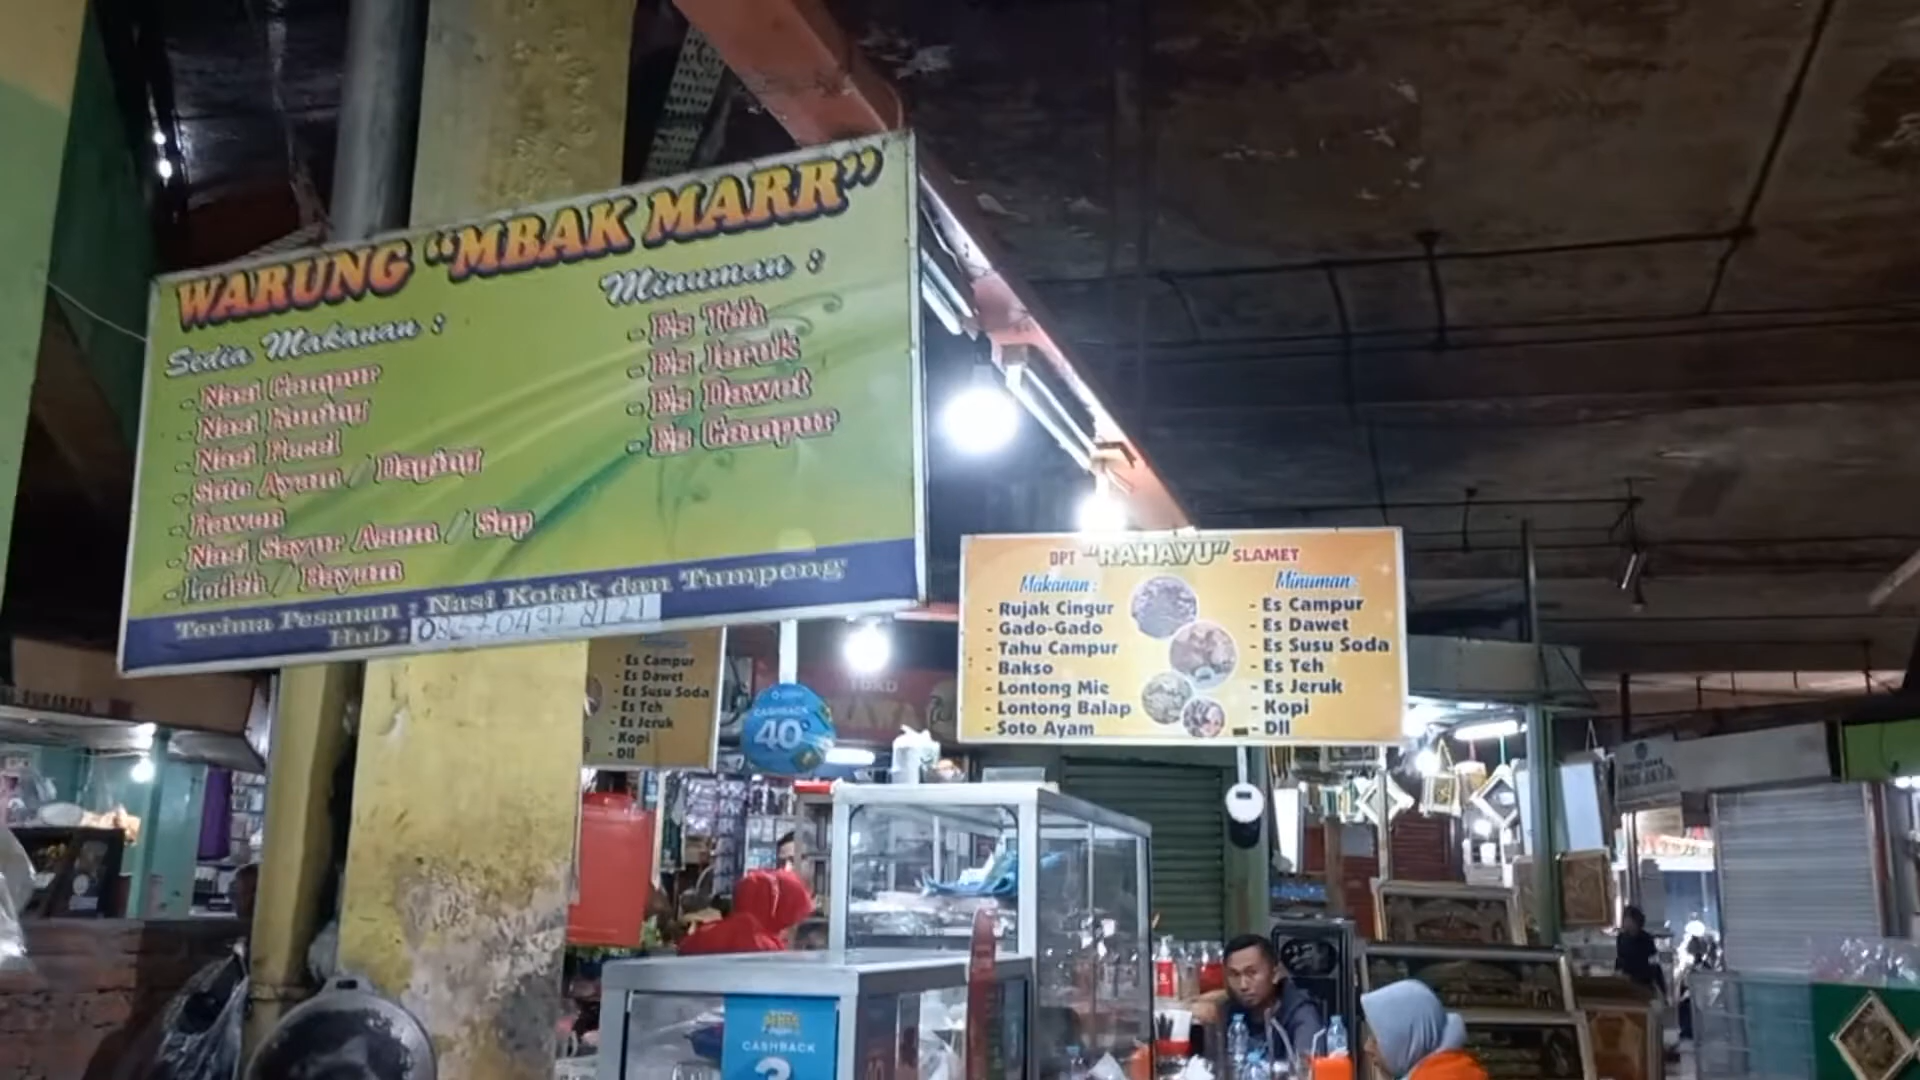 WARUNG "MBAK MARR"
Sedia Makanan :
- Nasi Campur
- Nasi Kuning
- Nasi Pecel
- Soto Ayam / Daging
- Rawon
- Nasi Sayur Asam / Sop
- Lodeh / Bayam
Minuman :
- Es Teh
- Es Jeruk
- Es Dawet
- Es Campur
Terima Pesanan : Nasi Kotak dan Tumpeng
Hub :
DPT "RAHAYU" SLAMET
Makanan :
- Rujak Cingur
- Gado-Gado
- Tahu Campur
- Bakso
- Lontong Mie
- Lontong Balap
- Soto Ayam
Minuman :
- Es Campur
- Es Dawet
- Es Susu Soda
- Es Teh
- Es Jeruk
- Kopi
- Dll
- Es Campur
- Es Dawet
- Es Susu Soda
- Es Teh
- Es Jeruk
- Kopi
- Dll
CASHBACK
40
TOKO
CASHBACK